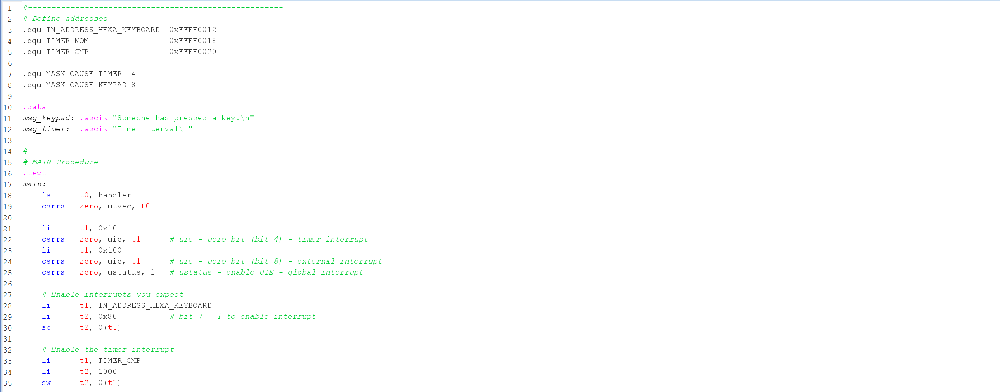 1 #------------------------------------------------------
2 # Define addresses
3 .equ IN_ADDRESS_HEXA_KEYBOARD  0xFFFF0012
4 .equ TIMER_NOM                 0xFFFF0018
5 .equ TIMER_CMP                 0xFFFF0020
6
7 .equ MASK_CAUSE_TIMER  4
8 .equ MASK_CAUSE_KEYPAD 8
9
10 .data
11 msg_keypad: .asciz "Someone has pressed a key!\n"
12 msg_timer:  .asciz "Time interval\n"
13
14 #------------------------------------------------------
15 # MAIN Procedure
16 .text
17 main:
18     la      t0, handler
19     csrrs   zero, utvec, t0
20
21     li      t1, 0x10
22     csrrs   zero, uie, t1      # uie - ueie bit (bit 4) - timer interrupt
23     li      t1, 0x100
24     csrrs   zero, uie, t1      # uie - ueie bit (bit 8) - external interrupt
25     csrrs   zero, ustatus, 1   # ustatus - enable UIE - global interrupt
26
27     # Enable interrupts you expect
28     li      t1, IN_ADDRESS_HEXA_KEYBOARD
29     li      t2, 0x80           # bit 7 = 1 to enable interrupt
30     sb      t2, 0(t1)
31
32     # Enable the timer interrupt
33     li      t1, TIMER_CMP
34     li      t2, 1000
35     sw      t2, 0(t1)